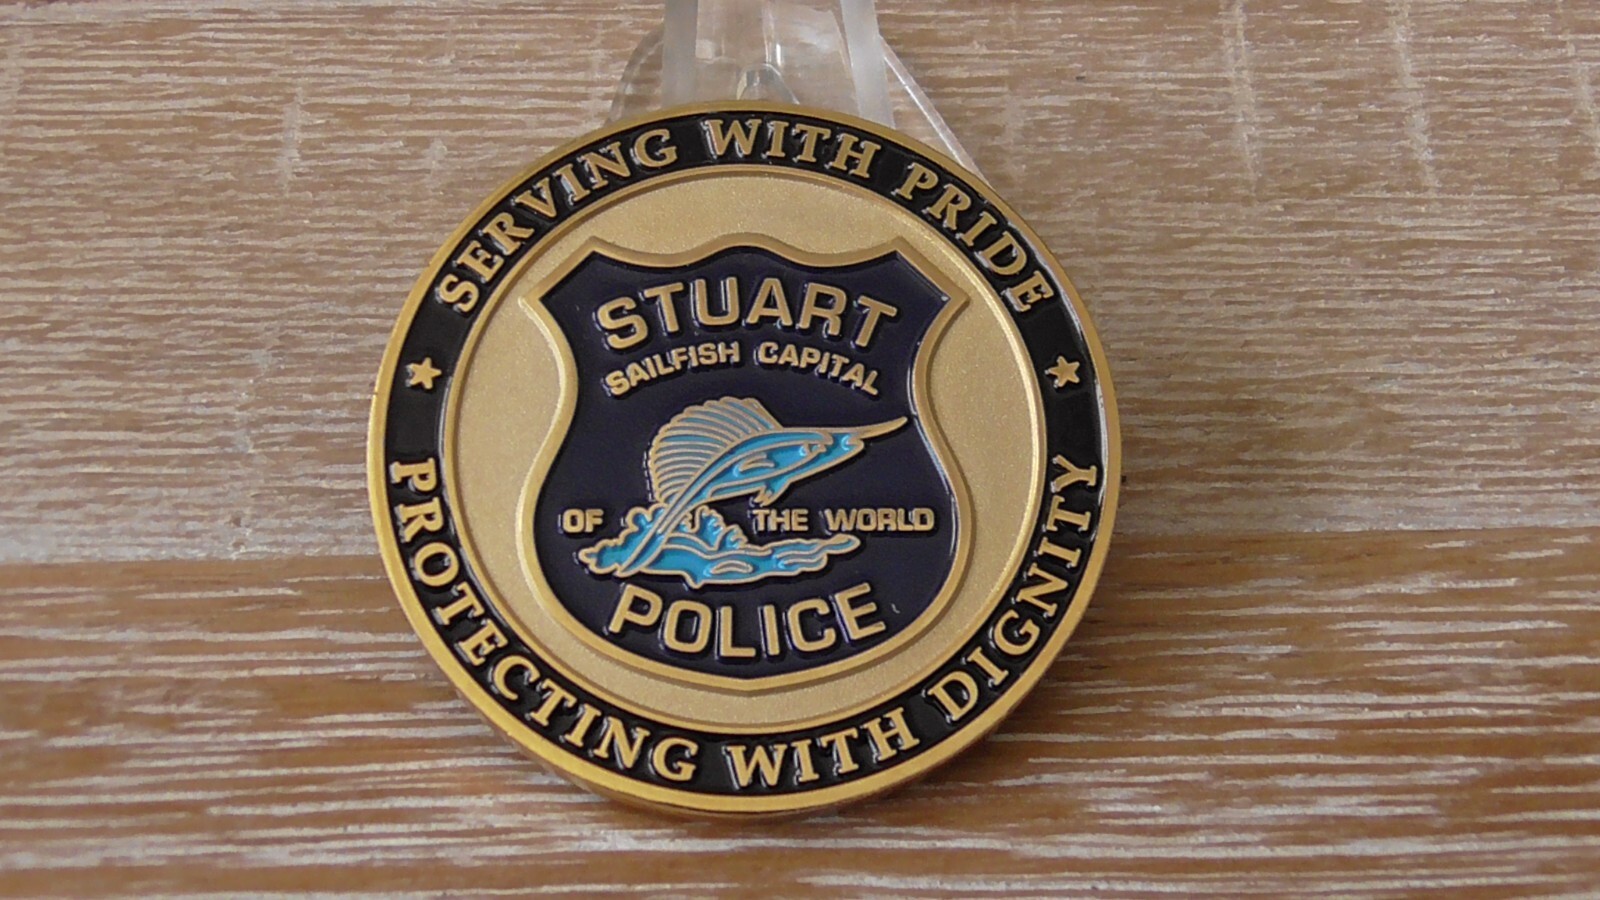 SERVING WITH PRIDE
STUART
SAILFISH CAPITAL
OF THE WORLD
POLICE
PROTECTING WITH DIGNITY